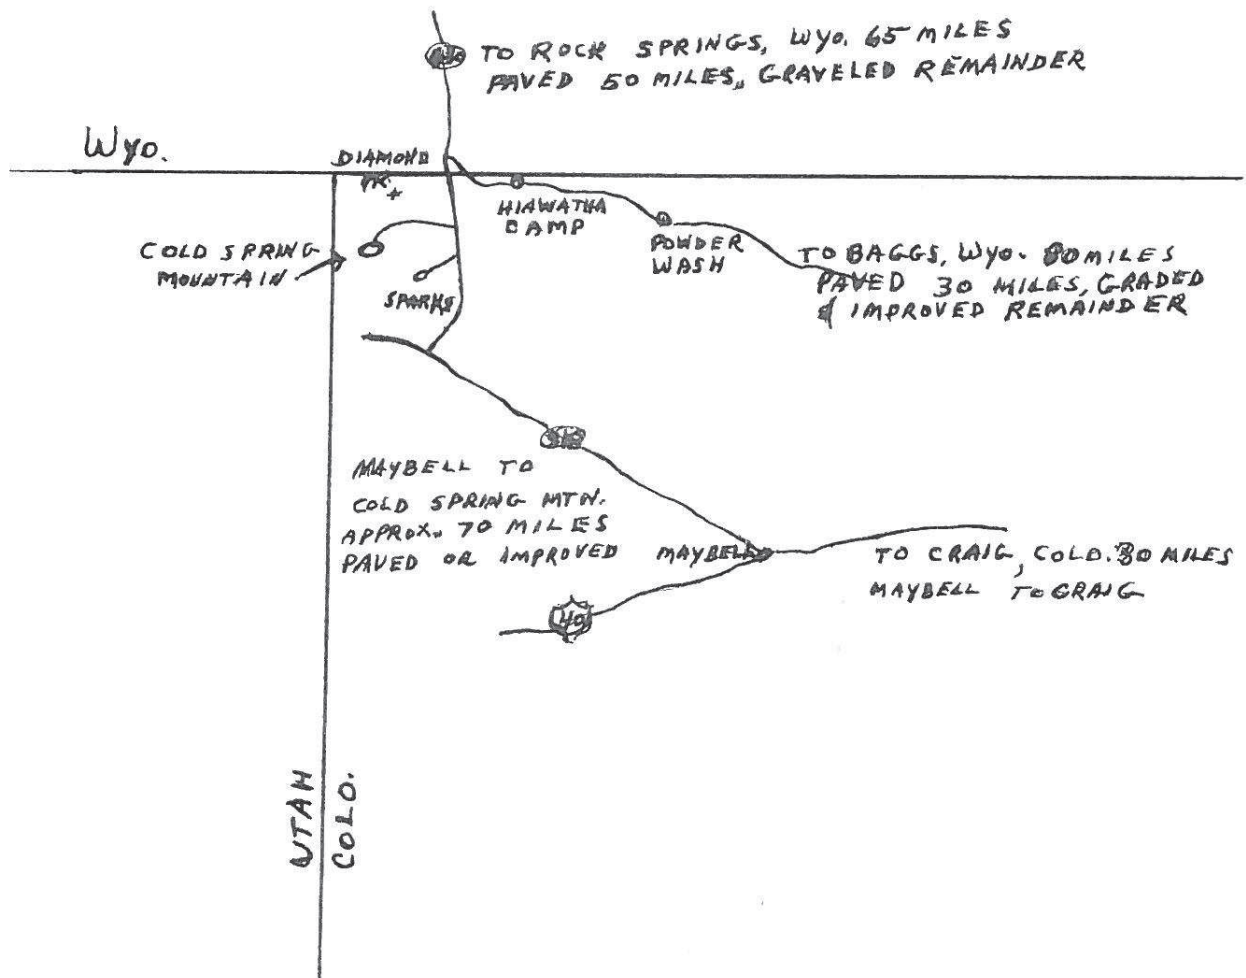 TO ROCK SPRINGS, WYO. 65 MILES
PAVED 50 MILES, GRAVELED REMAINDER
WYO.
DIAMOND
PK.
HIAWATHA
CAMP
POWDER
WASH
COLD SPRING
MOUNTAIN
SPARKS
TO BAGGS, WYO. 80 MILES
PAVED 30 MILES, GRADED
& IMPROVED REMAINDER
MAYBELL TO
COLD SPRING MTN.
APPROX. 70 MILES
PAVED OR IMPROVED
MAYBELL
TO CRAIG, COLO. 30 MILES
MAYBELL TO CRAIG
40
UTAH
COLO.